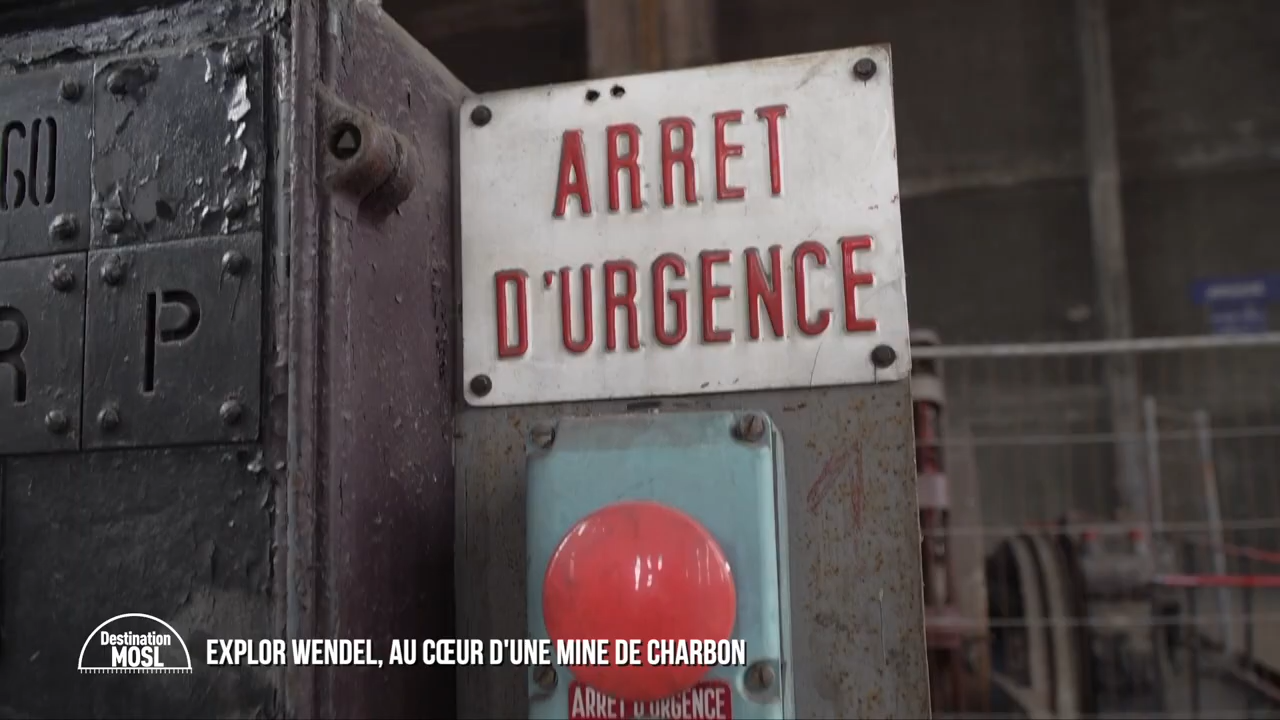 GO
R P
ARRET
D'URGENCE
ARRET D'URGENCE
Destination
MOSL
EXPLOR WENDEL, AU CŒUR D'UNE MINE DE CHARBON